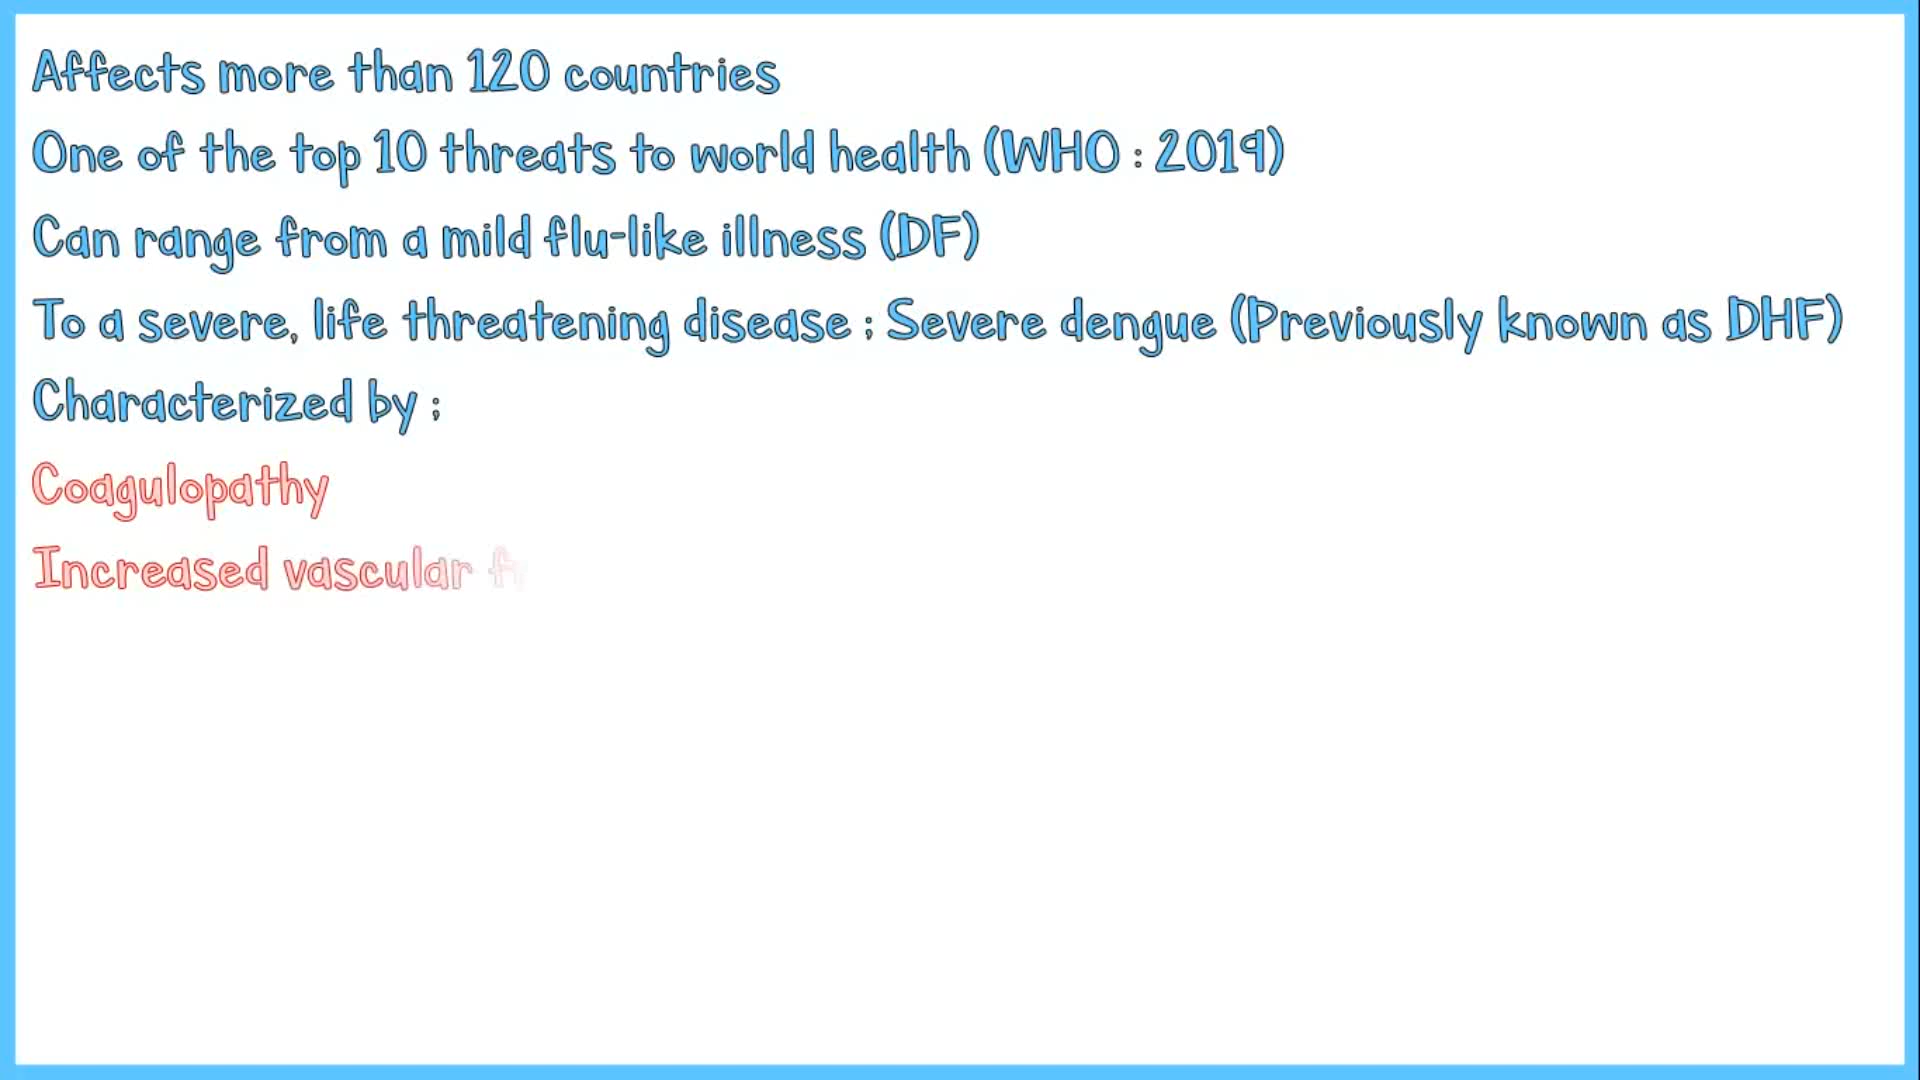 Affects more than 120 countries
One of the top 10 threats to world health (WHO : 2019)
Can range from a mild flu-like illness (DF)
To a severe, life threatening disease ; Severe dengue (Previously known as DHF)
Characterized by ;
Coagulopathy
Increased vascular